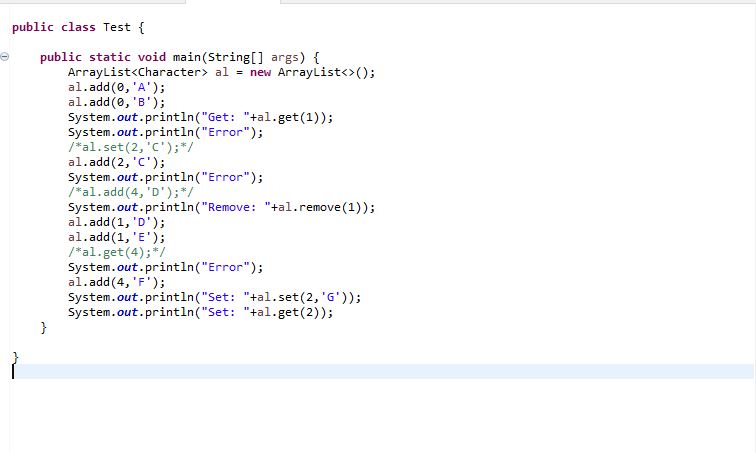 public class Test {
public static void main(String[] args) {
ArrayList<Character> al = new ArrayList<>();
al.add(0,'A');
al.add(0,'B');
System.out.println("Get: "+al.get(1));
System.out.println("Error");
/*al.set(2,'C');*/
al.add(2,'C');
System.out.println("Error");
/*al.add(4,'D');*/
System.out.println("Remove: "+al.remove(1));
al.add(1,'D');
al.add(1,'E');
/*al.get(4);*/
System.out.println("Error");
al.add(4,'F');
System.out.println("Set: "+al.set(2,'G'));
System.out.println("Set: "+al.get(2));
}
}